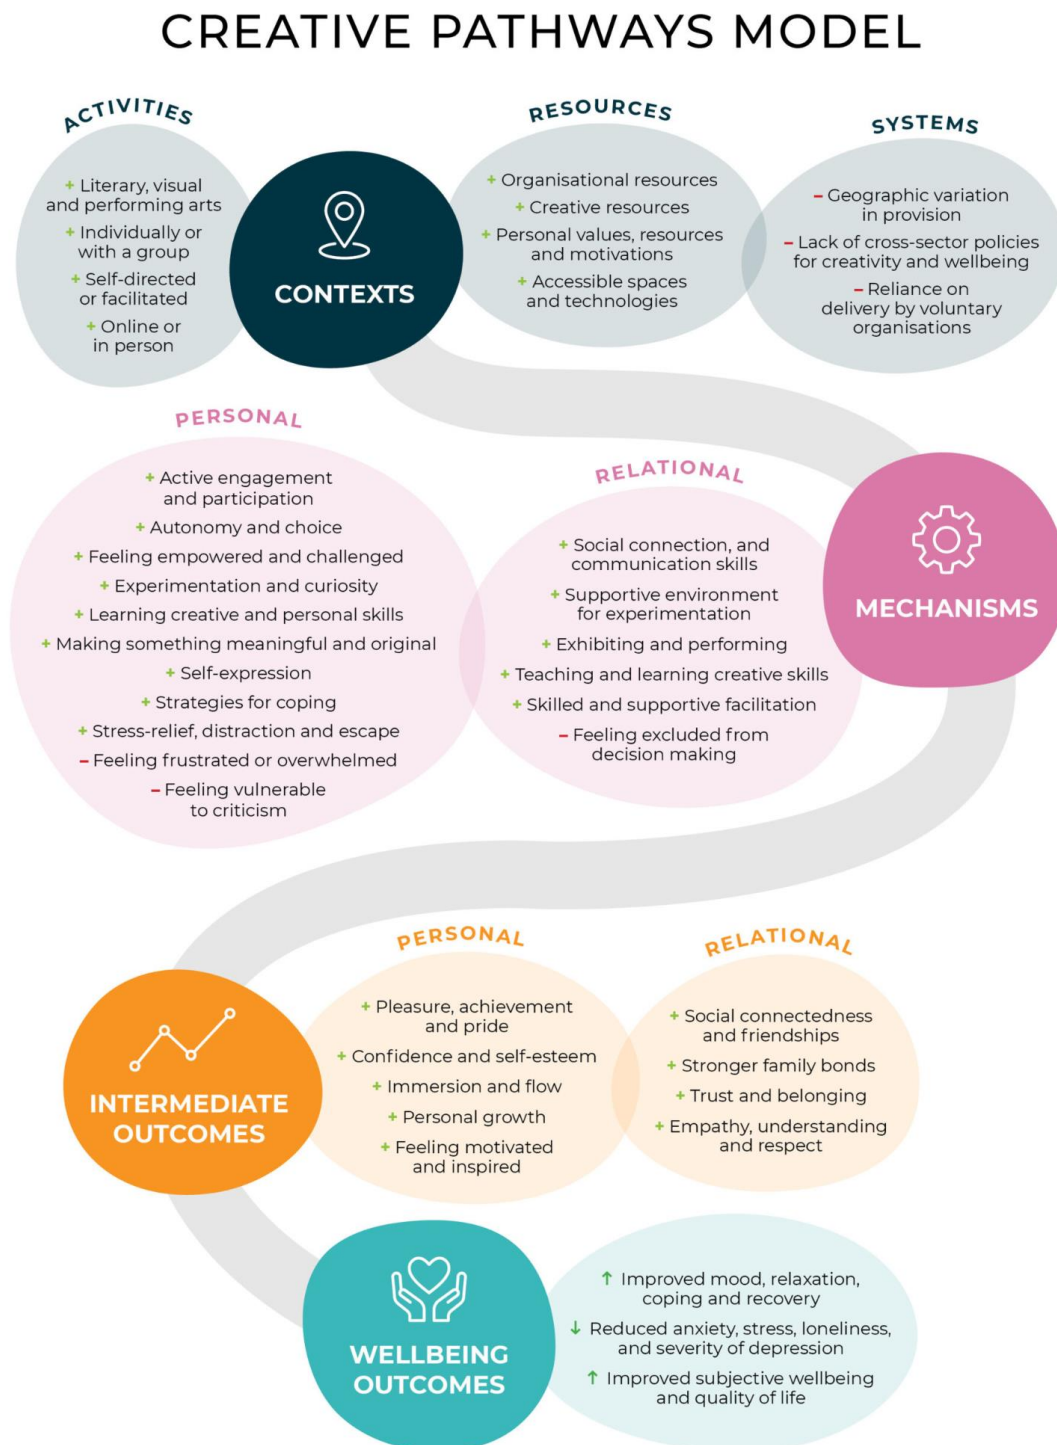 CREATIVE PATHWAYS MODEL
ACTIVITIES
+ Literary, visual
and performing arts
+ Individually or
with a group
+ Self-directed
or facilitated
+ Online or
in person
CONTEXTS
RESOURCES
+ Organisational resources
+ Creative resources
+ Personal values, resources
and motivations
+ Accessible spaces
and technologies
SYSTEMS
– Geographic variation
in provision
– Lack of cross-sector policies
for creativity and wellbeing
– Reliance on
delivery by voluntary
organisations
PERSONAL
+ Active engagement
and participation
+ Autonomy and choice
+ Feeling empowered and challenged
+ Experimentation and curiosity
+ Learning creative and personal skills
+ Making something meaningful and original
+ Self-expression
+ Strategies for coping
+ Stress-relief, distraction and escape
– Feeling frustrated or overwhelmed
– Feeling vulnerable
to criticism
RELATIONAL
+ Social connection, and
communication skills
+ Supportive environment
for experimentation
+ Exhibiting and performing
+ Teaching and learning creative skills
+ Skilled and supportive facilitation
– Feeling excluded from
decision making
MECHANISMS
INTERMEDIATE
OUTCOMES
PERSONAL
+ Pleasure, achievement
and pride
+ Confidence and self-esteem
+ Immersion and flow
+ Personal growth
+ Feeling motivated
and inspired
RELATIONAL
+ Social connectedness
and friendships
+ Stronger family bonds
+ Trust and belonging
+ Empathy, understanding
and respect
WELLBEING
OUTCOMES
↑ Improved mood, relaxation,
coping and recovery
↓ Reduced anxiety, stress, loneliness,
and severity of depression
↑ Improved subjective wellbeing
and quality of life